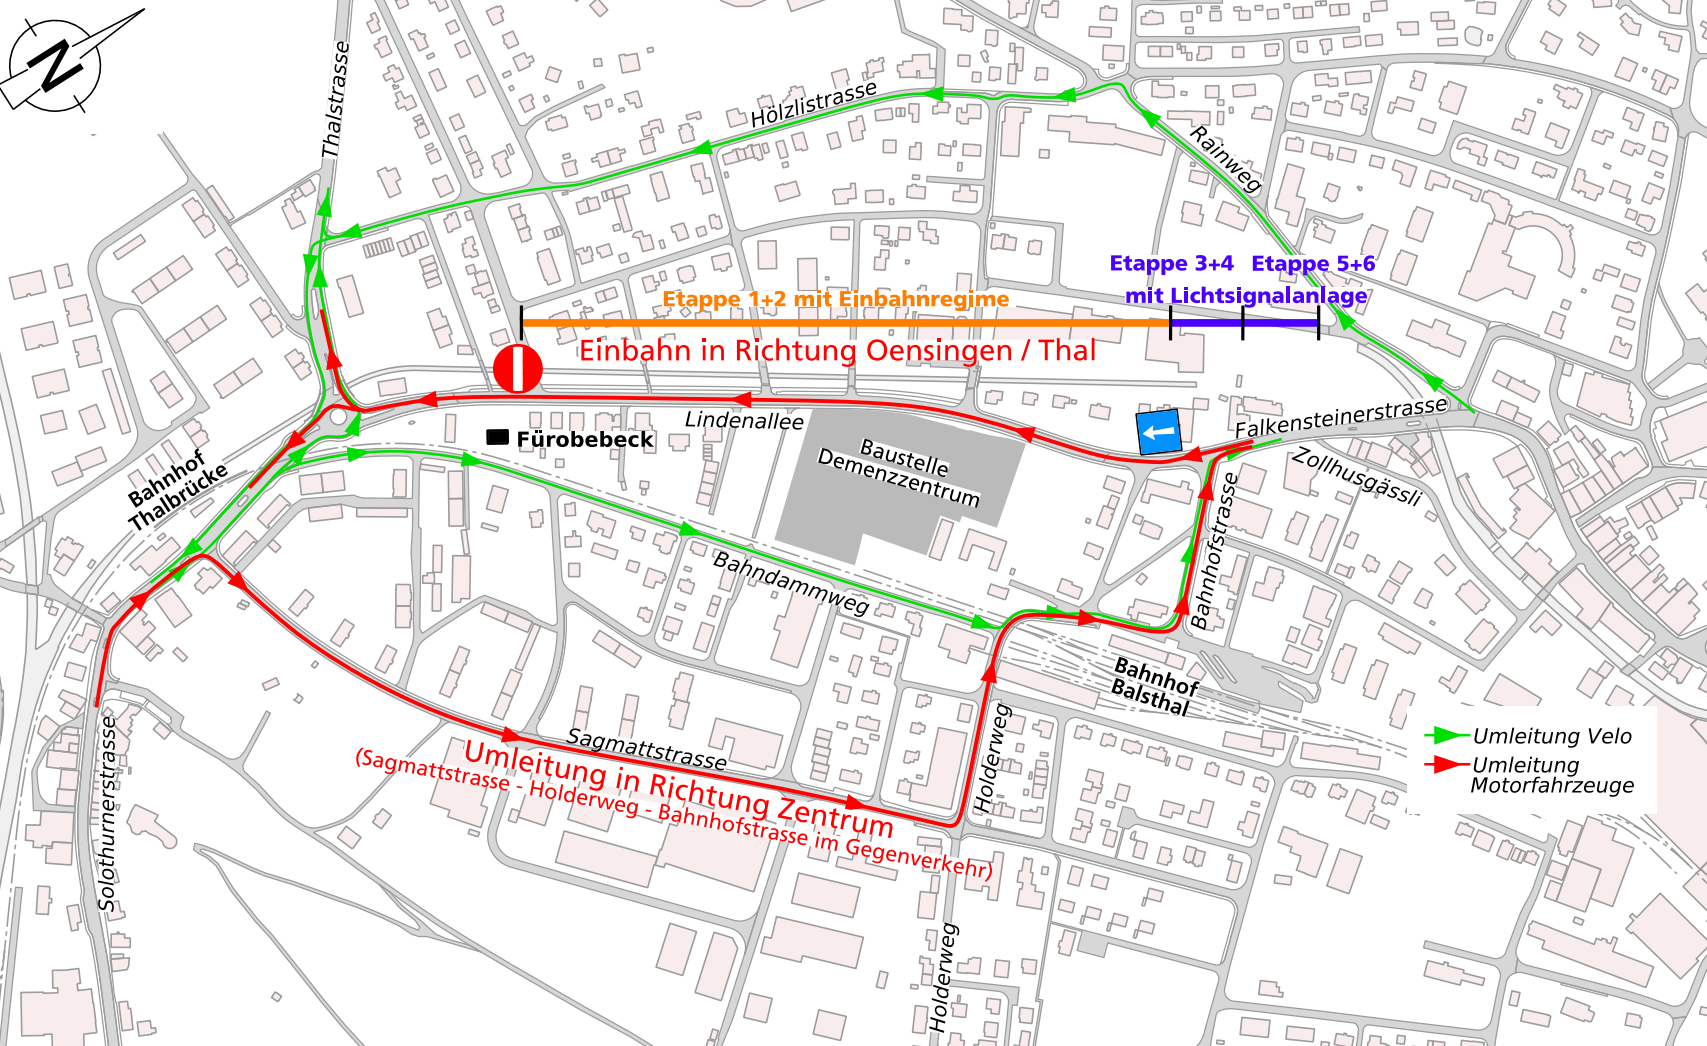 N
Thalstrasse
Hölzlistrasse
Rainweg
Etappe 3+4
Etappe 5+6
mit Lichtsignalanlage
Etappe 1+2 mit Einbahnregime
Einbahn in Richtung Oensingen / Thal
Lindenallee
Falkensteinerstrasse
Zollhusgässli
Fürobebeck
Baustelle
Demenzzentrum
Bahnhof
Thalbrücke
Bahndammweg
Bahnhofstrasse
Bahnhof
Balsthal
Solothurnerstrasse
Sagmattstrasse
Holderweg
Umleitung in Richtung Zentrum
(Sagmattstrasse - Holderweg - Bahnhofstrasse im Gegenverkehr)
Holderweg
Umleitung Velo
Umleitung
Motorfahrzeuge